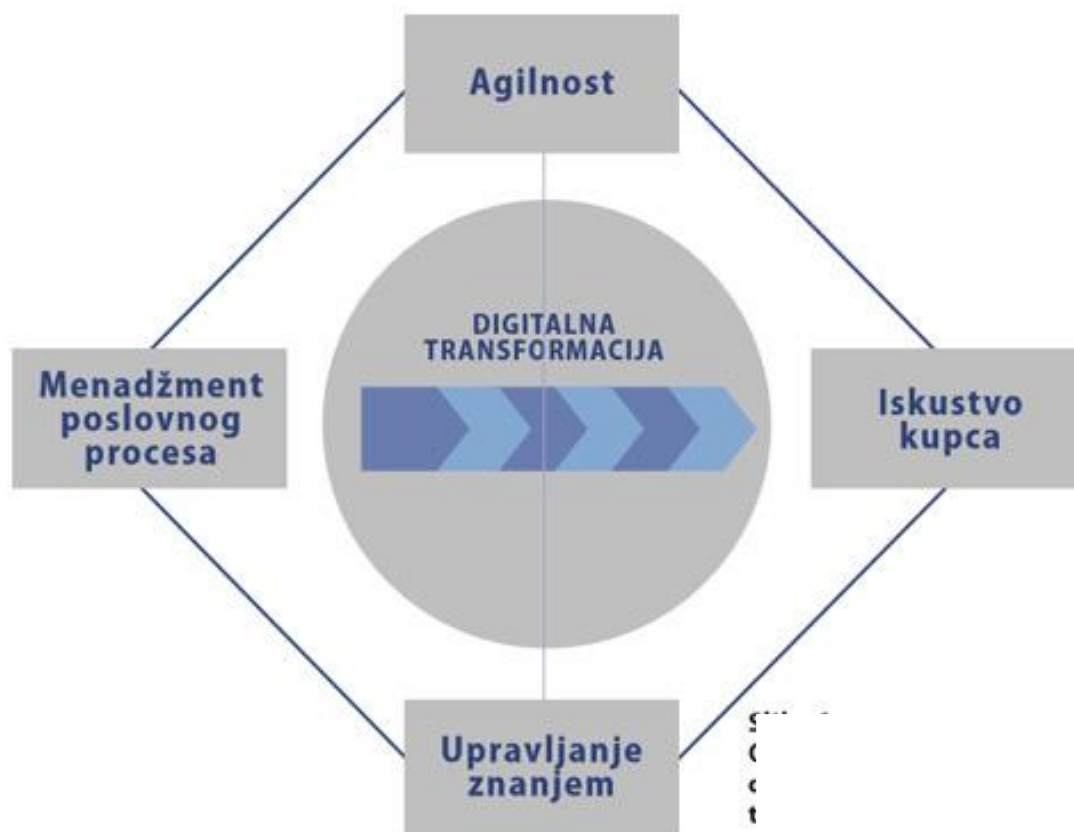 Agilnost
DIGITALNA
TRANSFORMACIJA
Menadžment
poslovnog
procesa
Iskustvo
kupca
Upravljanje
znanjem